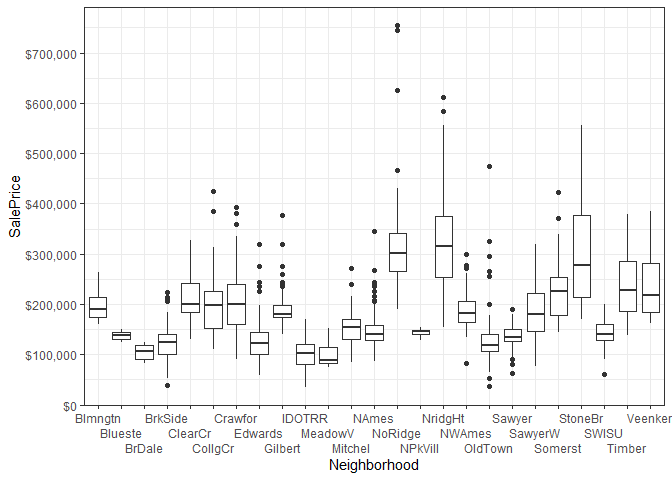 $700,000
$600,000
$500,000
$400,000
$300,000
$200,000
$100,000
$0
SalePrice
Blmngtn BrkSide Crawfor IDOTRR NAmes NridgHt Sawyer StoneBr Veenker
Blueste ClearCr Edwards MeadowV NoRidge NWAmes SawyerW SWISU
BrDale CollgCr Gilbert Mitchel NPkVill OldTown Somerst Timber
Neighborhood